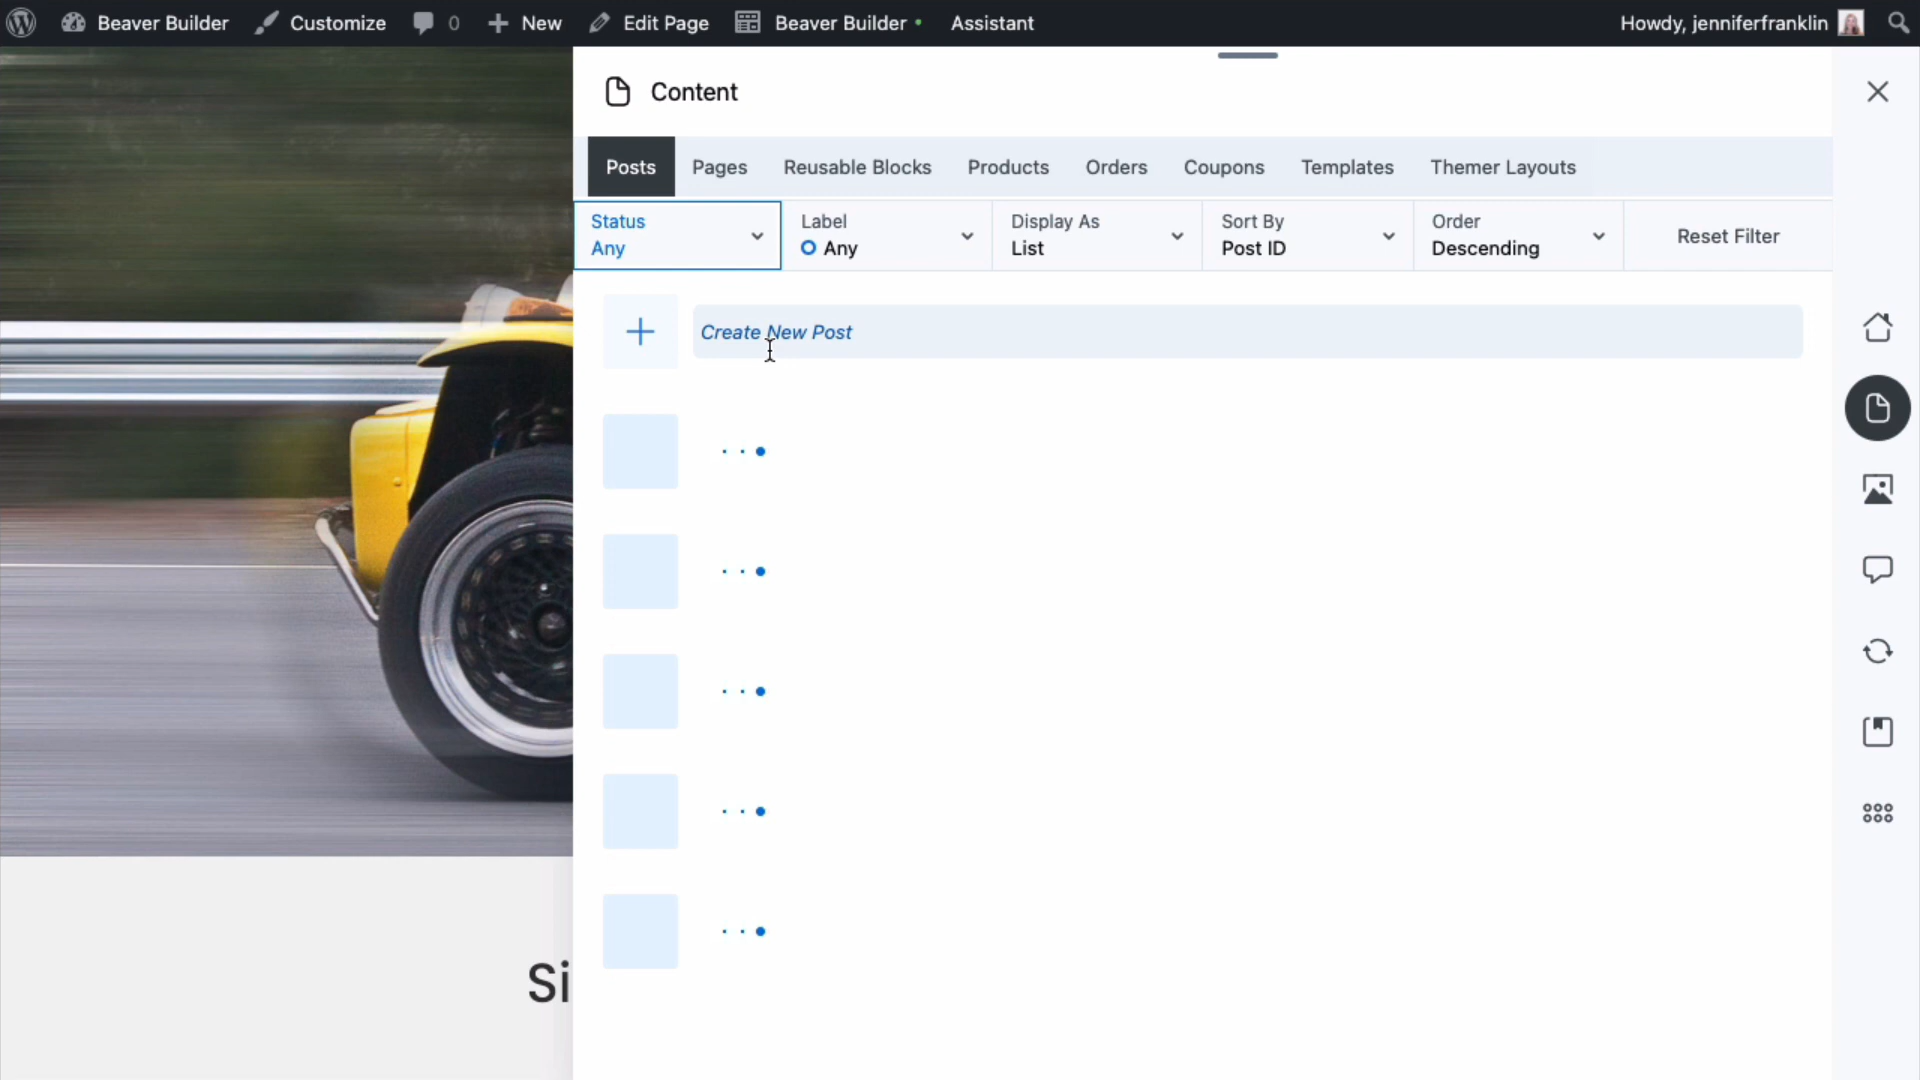 Beaver Builder Customize 0 New Edit Page Beaver Builder Assistant Howdy, jenniferfranklin
Content
Posts Pages Reusable Blocks Products Orders Coupons Templates Themer Layouts
Status Label Display As Sort By Order
Any Any List Post ID Descending Reset Filter
Create New Post
Si